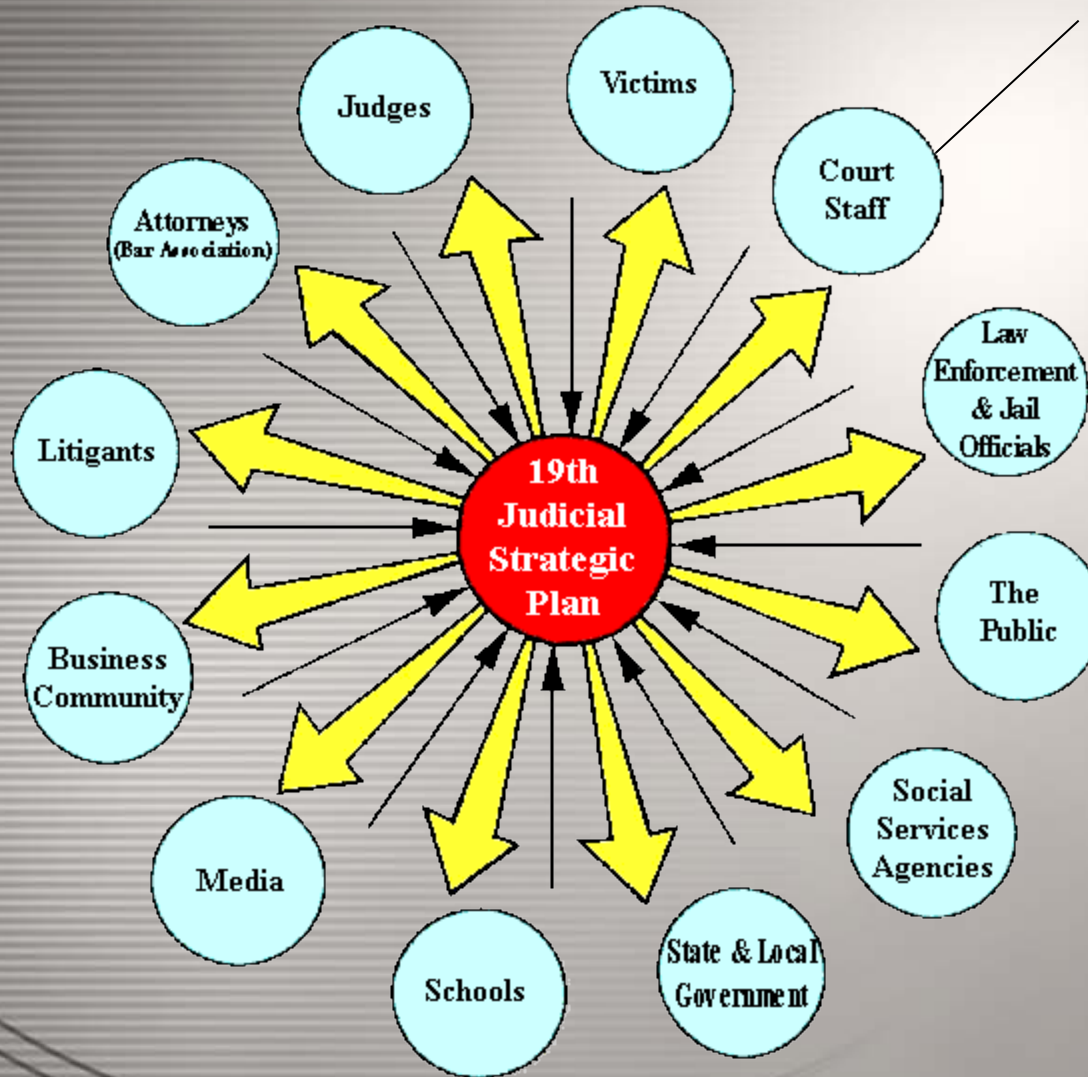 Judges
Victims
Court
Staff
Attorneys
(Bar Association)
Law
Enforcement
& Jail
Officials
Litigants
19th
Judicial
Strategic
Plan
The
Public
Business
Community
Social
Services
Agencies
Media
Schools
State & Local
Government